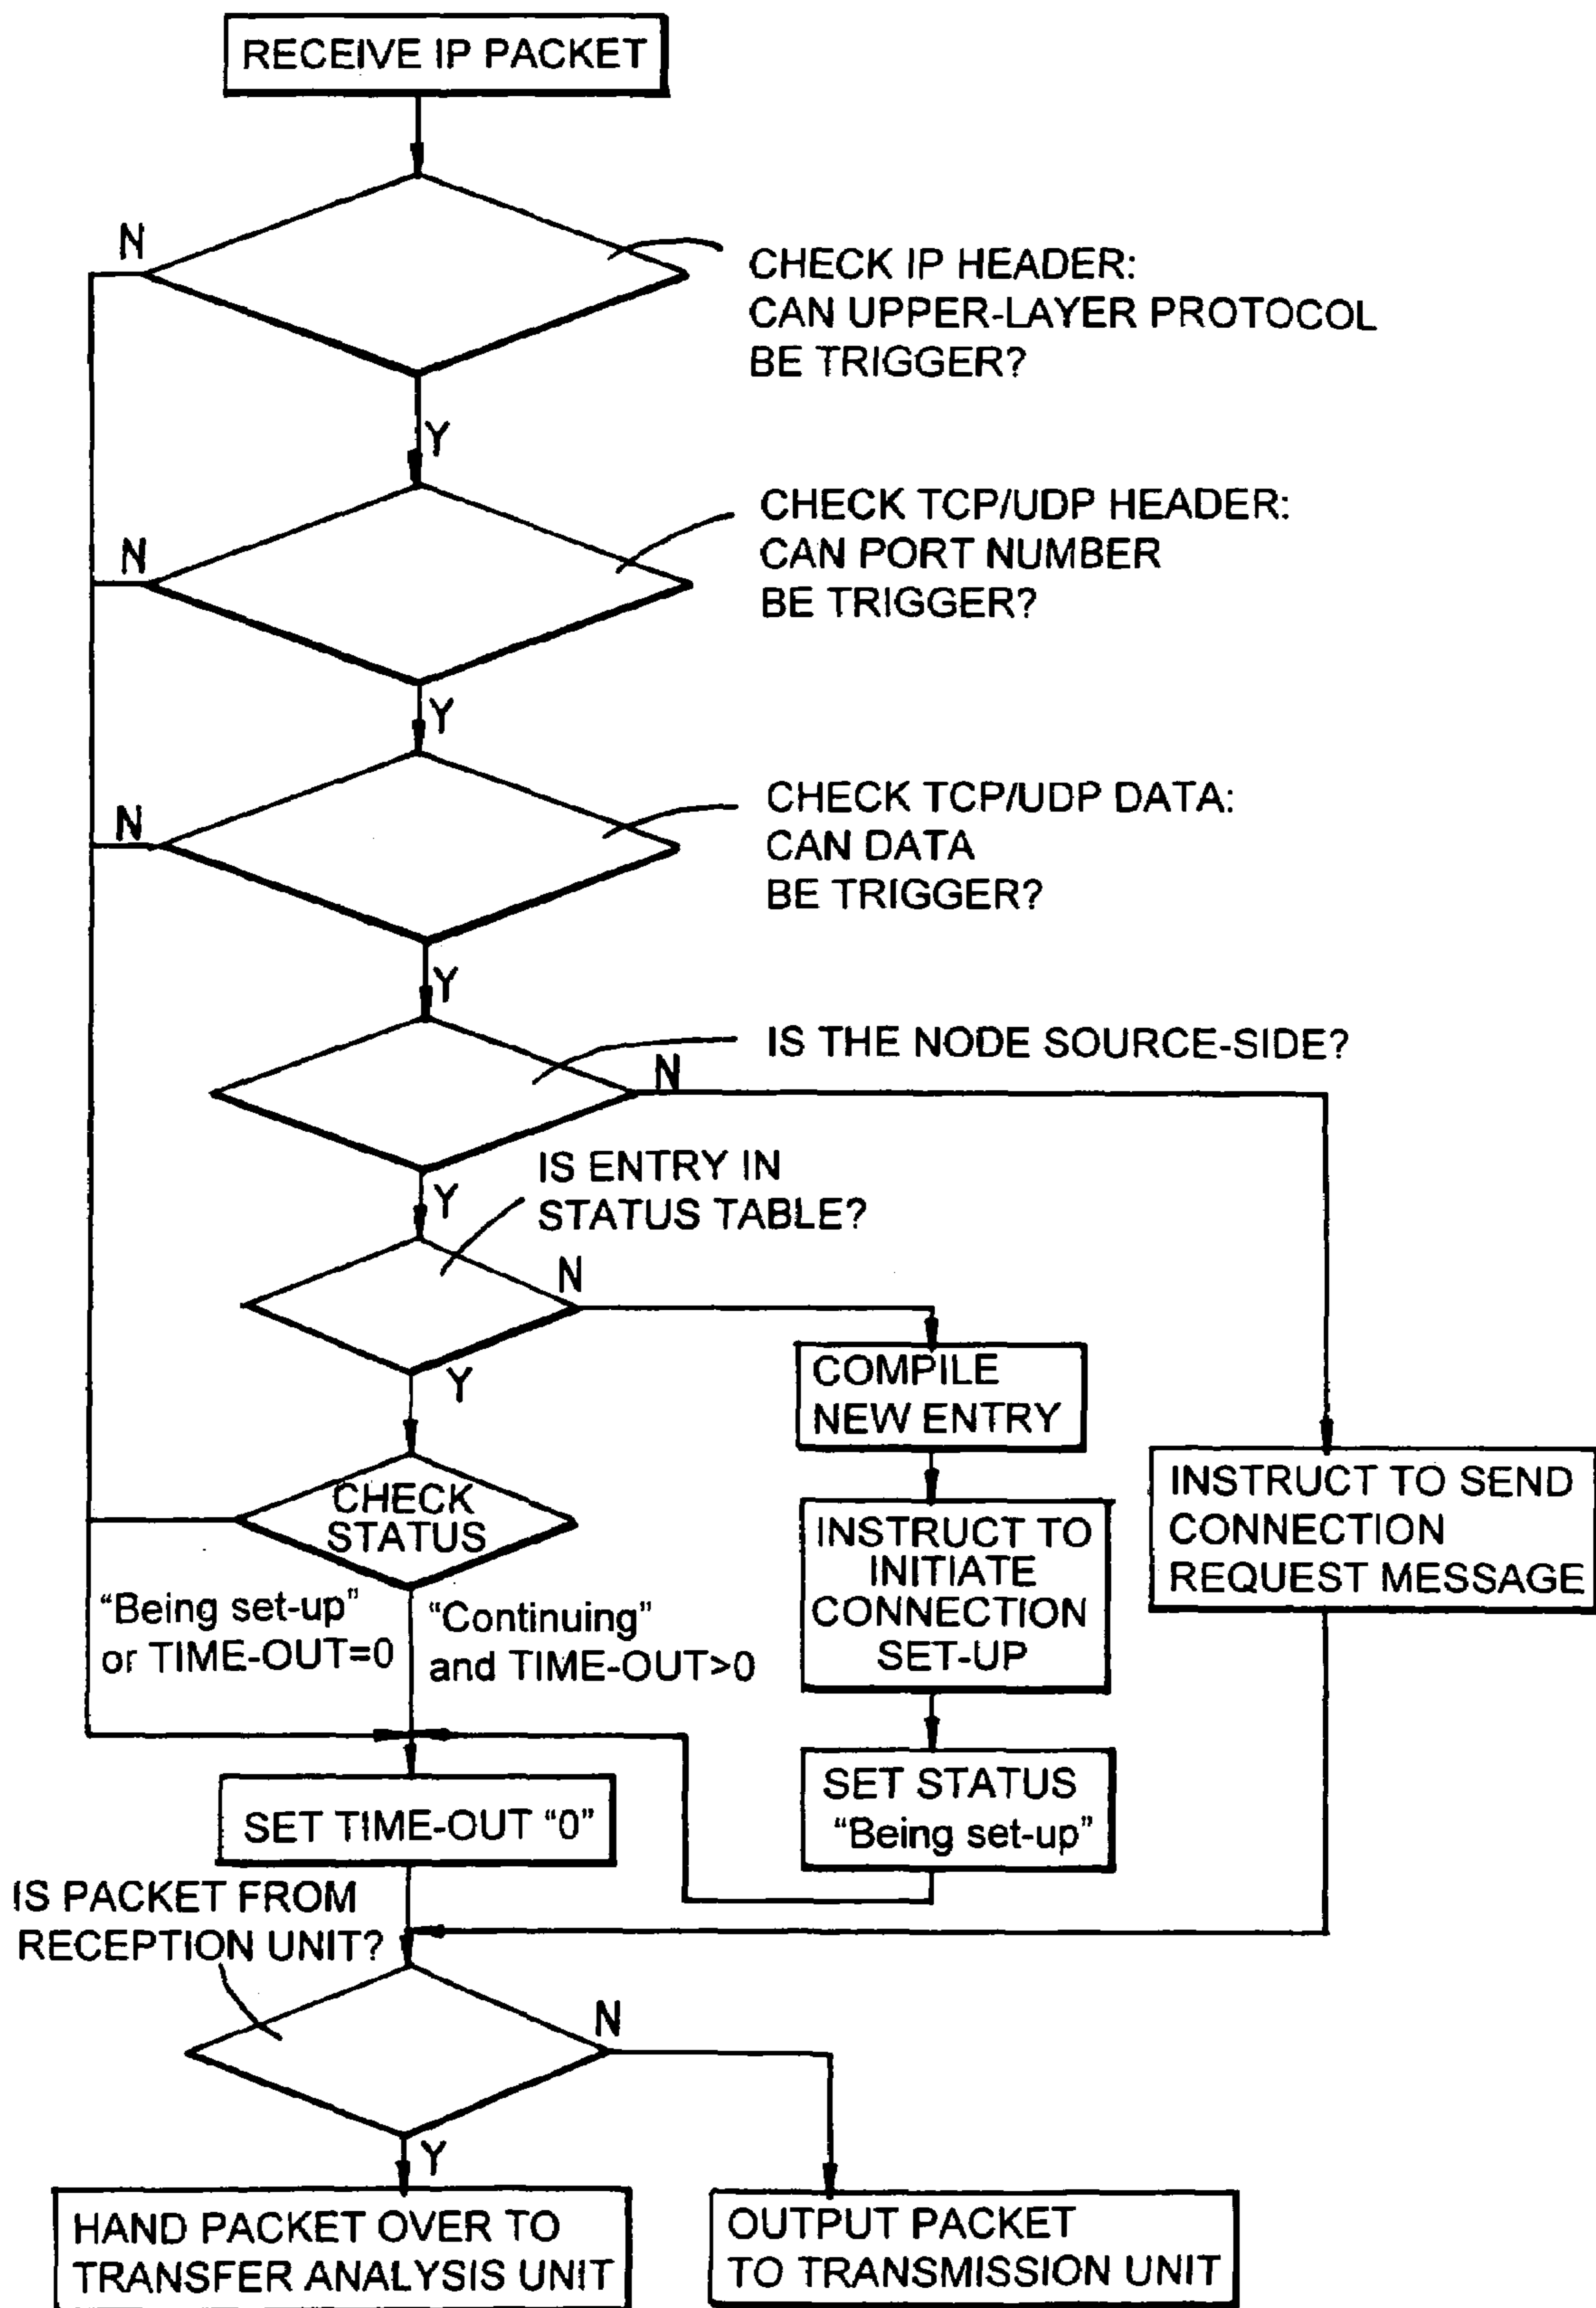 RECEIVE IP PACKET
N
CHECK IP HEADER:
CAN UPPER-LAYER PROTOCOL
BE TRIGGER?
Y
N
CHECK TCP/UDP HEADER:
CAN PORT NUMBER
BE TRIGGER?
Y
N
CHECK TCP/UDP DATA:
CAN DATA
BE TRIGGER?
Y
IS THE NODE SOURCE-SIDE?
N
Y
IS ENTRY IN
STATUS TABLE?
N
Y
COMPILE
NEW ENTRY
CHECK
STATUS
INSTRUCT TO
INITIATE
CONNECTION
SET-UP
INSTRUCT TO SEND
CONNECTION
REQUEST MESSAGE
“Being set-up”
or TIME-OUT=0
“Continuing”
and TIME-OUT>0
SET STATUS
“Being set-up”
SET TIME-OUT “0”
IS PACKET FROM
RECEPTION UNIT?
N
Y
HAND PACKET OVER TO
TRANSFER ANALYSIS UNIT
OUTPUT PACKET
TO TRANSMISSION UNIT